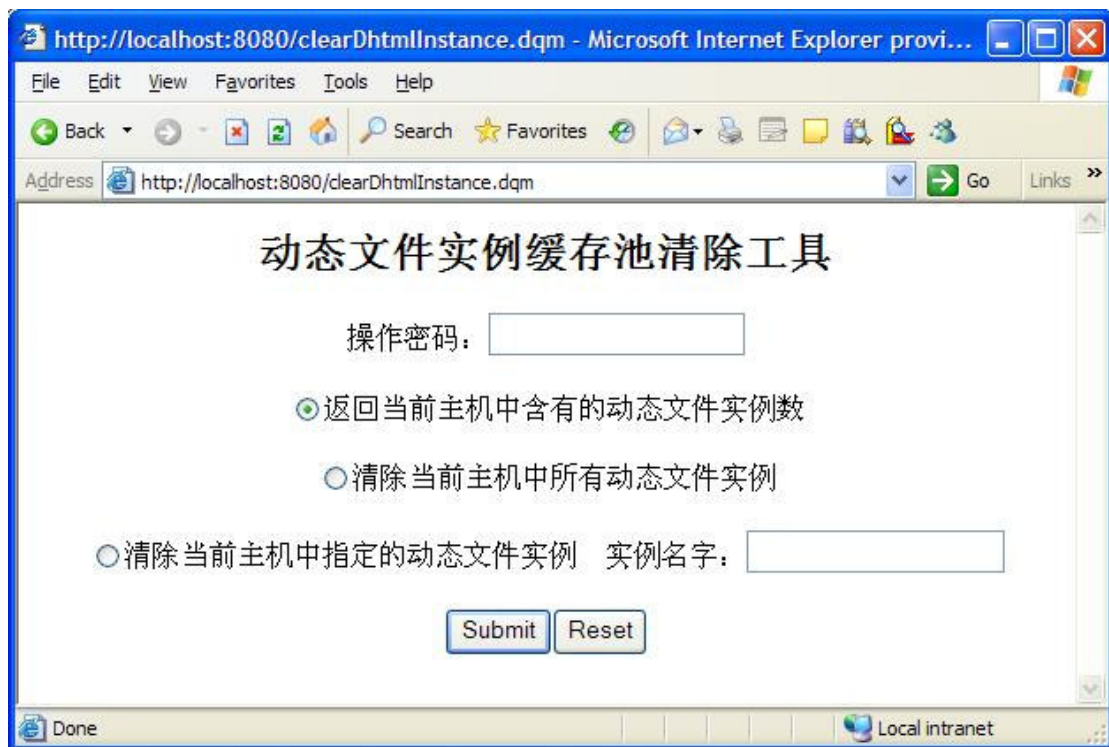 http://localhost:8080/clearDhtmlInstance.dqm - Microsoft Internet Explorer provi...
File Edit View Favorites Tools Help
Back Search Favorites
Address http://localhost:8080/clearDhtmlInstance.dqm Go Links »
动态文件实例缓存池清除工具
操作密码：
返回当前主机中含有的动态文件实例数
清除当前主机中所有动态文件实例
清除当前主机中指定的动态文件实例 实例名字：
Submit Reset
Done Local intranet